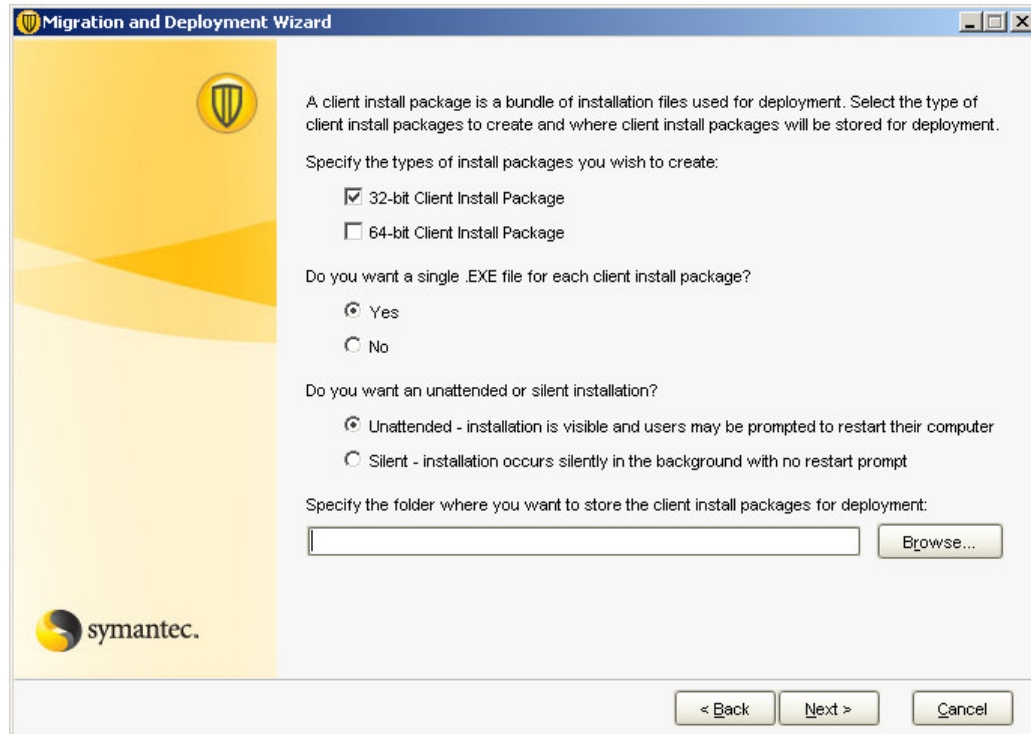 Migration and Deployment Wizard
A client install package is a bundle of installation files used for deployment. Select the type of
client install packages to create and where client install packages will be stored for deployment.
Specify the types of install packages you wish to create:
32-bit Client Install Package
64-bit Client Install Package
Do you want a single .EXE file for each client install package?
Yes
No
Do you want an unattended or silent installation?
Unattended - installation is visible and users may be prompted to restart their computer
Silent - installation occurs silently in the background with no restart prompt
Specify the folder where you want to store the client install packages for deployment:
Browse...
symantec.
< Back Next > Cancel